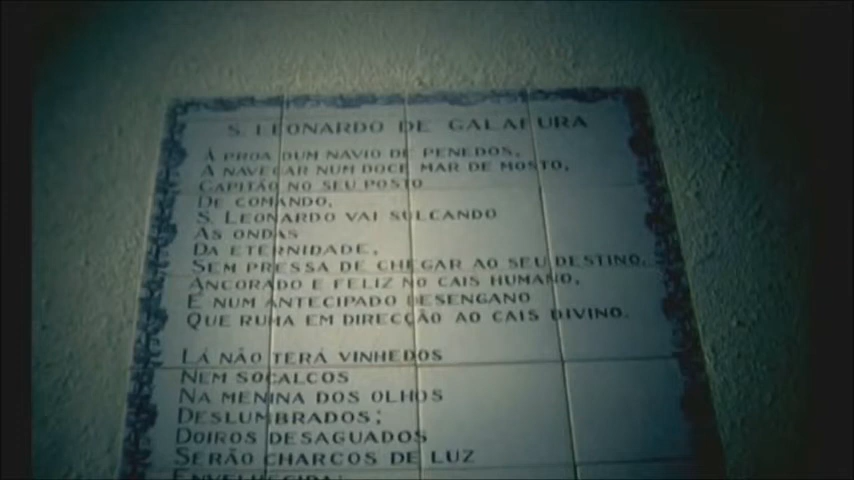 S. LEONARDO DE GALAFURA
À PROA DUM NAVIO DE PENEDOS,
A NAVEGAR NUM DOCE MAR DE MOSTO,
CAPITÃO NO SEU POSTO
DE COMANDO,
S. LEONARDO VAI SULCANDO
AS ONDAS
DA ETERNIDADE,
SEM PRESSA DE CHEGAR AO SEU DESTINO.
ANCORADO E FELIZ NO CAIS HUMANO,
É NUM ANTECIPADO DESENGANO
QUE RUMA EM DIRECÇÃO AO CAIS DIVINO.
LÁ NÃO TERÁ VINHEDOS
NEM SOCALCOS
NA MENINA DOS OLHOS
DESLUMBRADOS;
DOIROS DESAGUADOS
SERÃO CHARCOS DE LUZ
ENVELHECIDA;